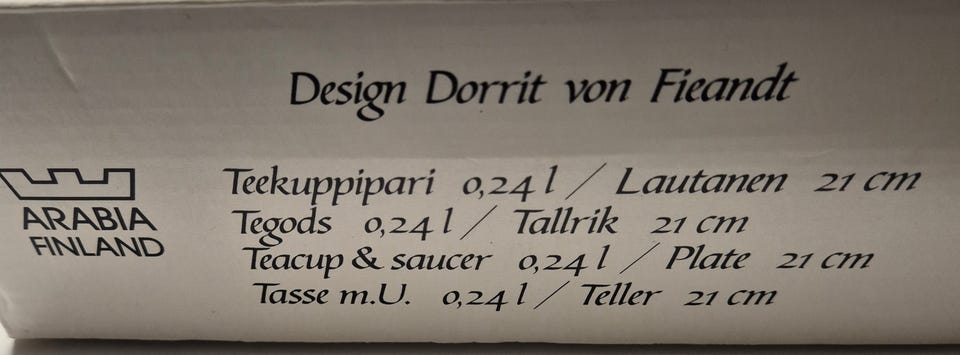 Design Dorrit von Fieandt
ARABIA
FINLAND
Teekuppipari 0,24 l / Lautanen 21 cm
Tegods 0,24 l / Tallrik 21 cm
Teacup & saucer 0,24 l / Plate 21 cm
Tasse m.U. 0,24 l / Teller 21 cm